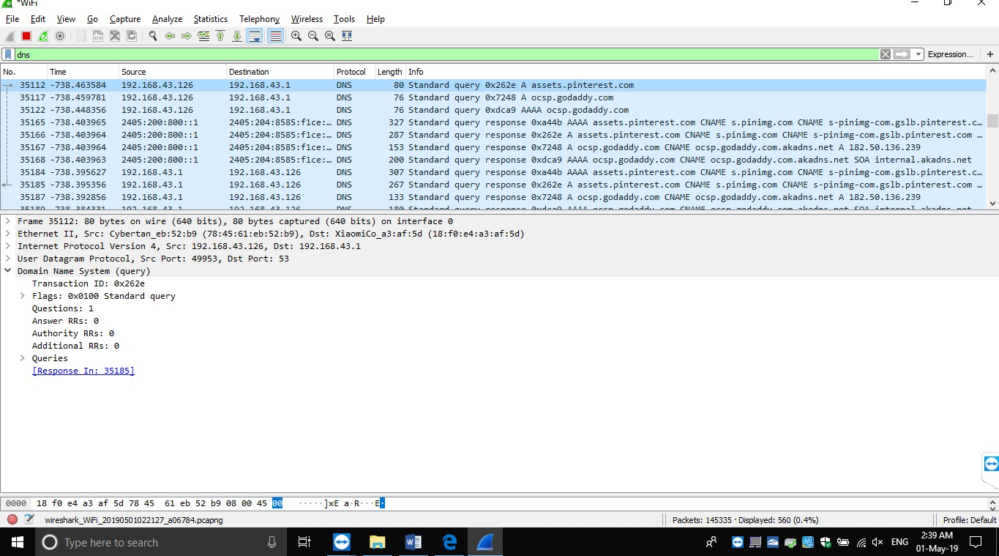 *WiFi
File Edit View Go Capture Analyze Statistics Telephony Wireless Tools Help
dns Expression... +
No. Time Source Destination Protocol Length Info
35112 -738.463584 192.168.43.126 192.168.43.1 DNS 80 Standard query 0x262e A assets.pinterest.com
35117 -738.459781 192.168.43.126 192.168.43.1 DNS 76 Standard query 0x7248 A ocsp.godaddy.com
35122 -738.448356 192.168.43.126 192.168.43.1 DNS 76 Standard query 0xdca9 AAAA ocsp.godaddy.com
35165 -738.403965 2405:200:800::1 2405:204:8585:f1ce:… DNS 327 Standard query response 0xa44b AAAA assets.pinterest.com CNAME s.pinimg.com CNAME s-pinimg-com.gslb.pinterest.c…
35166 -738.403964 2405:200:800::1 2405:204:8585:f1ce:… DNS 287 Standard query response 0x262e A assets.pinterest.com CNAME s.pinimg.com CNAME s-pinimg-com.gslb.pinterest.com …
35167 -738.403964 2405:200:800::1 2405:204:8585:f1ce:… DNS 153 Standard query response 0x7248 A ocsp.godaddy.com CNAME ocsp.godaddy.com.akadns.net A 182.50.136.239
35168 -738.403963 2405:200:800::1 2405:204:8585:f1ce:… DNS 200 Standard query response 0xdca9 AAAA ocsp.godaddy.com CNAME ocsp.godaddy.com.akadns.net SOA internal.akadns.net
35184 -738.395627 192.168.43.1 192.168.43.126 DNS 307 Standard query response 0xa44b AAAA assets.pinterest.com CNAME s.pinimg.com CNAME s-pinimg-com.gslb.pinterest.c…
35185 -738.395356 192.168.43.1 192.168.43.126 DNS 267 Standard query response 0x262e A assets.pinterest.com CNAME s.pinimg.com CNAME s-pinimg-com.gslb.pinterest.com …
35187 -738.392856 192.168.43.1 192.168.43.126 DNS 133 Standard query response 0x7248 A ocsp.godaddy.com CNAME ocsp.godaddy.com.akadns.net A 182.50.136.239
35189 -738.384331 192.168.43.1 192.168.43.126 DNS 180 Standard query response 0xdca9 AAAA ocsp.godaddy.com CNAME ocsp.godaddy.com.akadns.net SOA internal.akadns.net
Frame 35112: 80 bytes on wire (640 bits), 80 bytes captured (640 bits) on interface 0
Ethernet II, Src: Cybertan_eb:52:b9 (78:45:61:eb:52:b9), Dst: XiaomiCo_a3:af:5d (18:f0:e4:a3:af:5d)
Internet Protocol Version 4, Src: 192.168.43.126, Dst: 192.168.43.1
User Datagram Protocol, Src Port: 49953, Dst Port: 53
Domain Name System (query)
Transaction ID: 0x262e
Flags: 0x0100 Standard query
Questions: 1
Answer RRs: 0
Authority RRs: 0
Additional RRs: 0
Queries
[Response In: 35185]
0000 18 f0 e4 a3 af 5d 78 45 61 eb 52 b9 08 00 45 00 ·····]xE a·R···E·
wireshark_WiFi_20190501022127_a06784.pcapng Packets: 145335 · Displayed: 560 (0.4%) Profile: Default
Type here to search ENG 2:39 AM
01-May-19